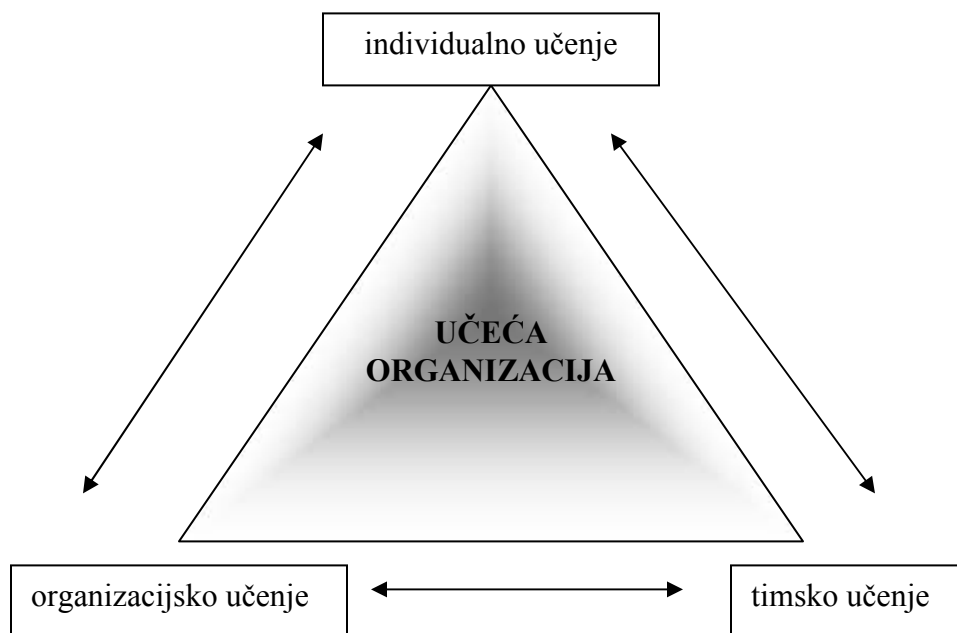 individualno učenje
UČEĆA
ORGANIZACIJA
organizacijsko učenje
timsko učenje